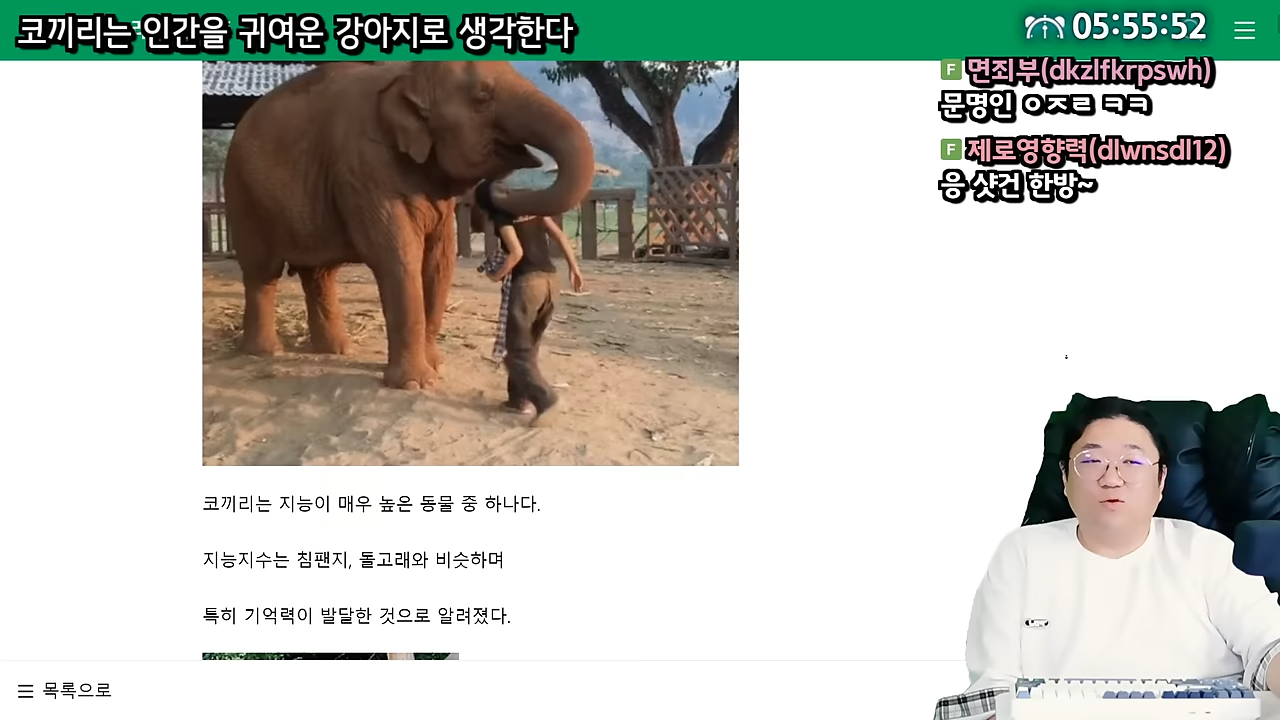 코끼리는 인간을 귀여운 강아지로 생각한다
05:55:52
F 면죄부(dkzlfkrpswh)
문명인 ㅇㅈㄹ ㅋㅋ
F 제로영향력(dlwnsdl12)
응 샷건 한방~
코끼리는 지능이 매우 높은 동물 중 하나다.
지능지수는 침팬지, 돌고래와 비슷하며
특히 기억력이 발달한 것으로 알려졌다.
목록으로